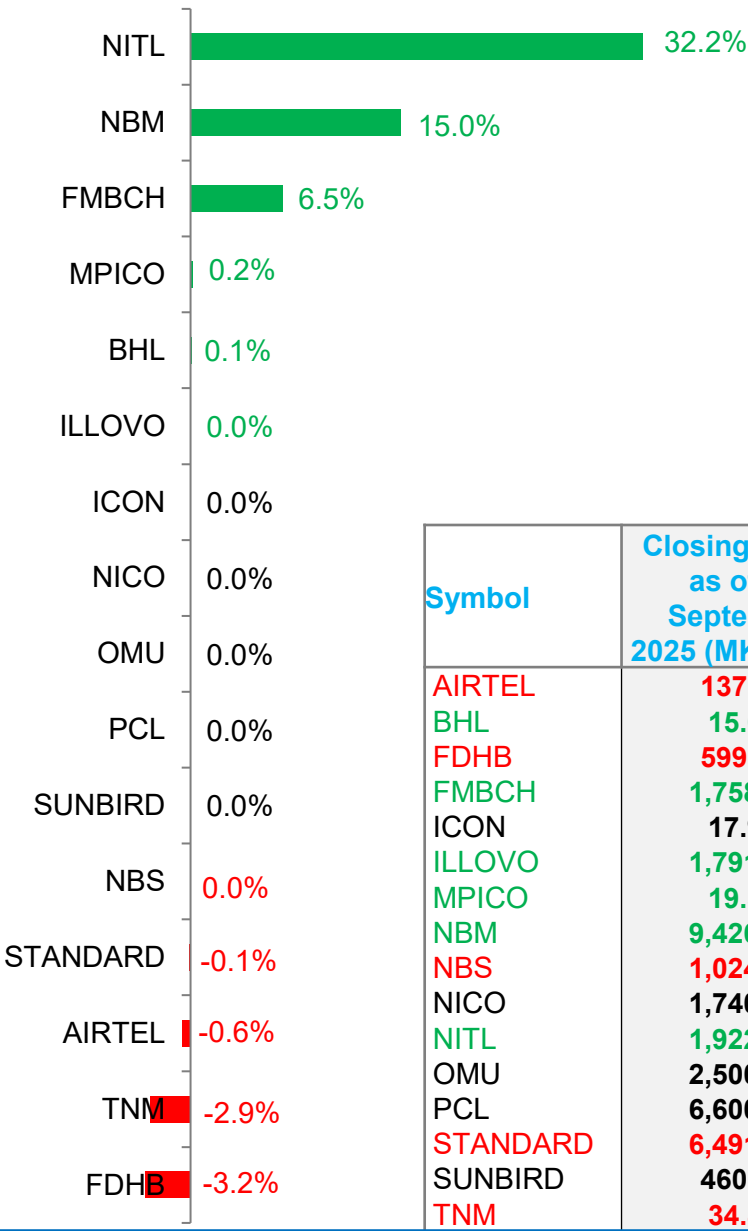 NITL 32.2%
NBM 15.0%
FMBCH 6.5%
MPICO 0.2%
BHL 0.1%
ILLOVO 0.0%
ICON 0.0%
NICO 0.0%
OMU 0.0%
PCL 0.0%
SUNBIRD 0.0%
NBS 0.0%
STANDARD -0.1%
AIRTEL -0.6%
TNM -2.9%
FDHB -3.2%
Symbol
Closing
as o
Septe
2025 (MK
AIRTEL 137
BHL 15.
FDHB 599
FMBCH 1,758
ICON 17.
ILLOVO 1,791
MPICO 19.
NBM 9,420
NBS 1,024
NICO 1,740
NITL 1,922
OMU 2,500
PCL 6,600
STANDARD 6,491
SUNBIRD 460
TNM 34.